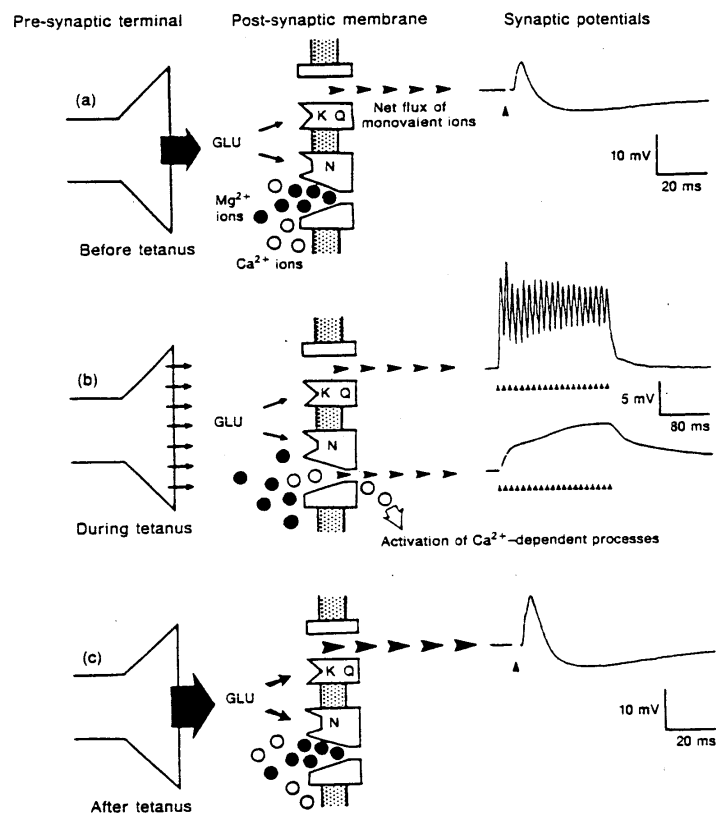 Pre-synaptic terminal
Post-synaptic membrane
Synaptic potentials
(a)
GLU
K Q
N
Net flux of
monovalent ions
Mg2+
ions
Ca2+ ions
Before tetanus
10 mV
20 ms
(b)
GLU
K Q
N
5 mV
80 ms
During tetanus
Activation of Ca2+–dependent processes
(c)
GLU
K Q
N
10 mV
20 ms
After tetanus